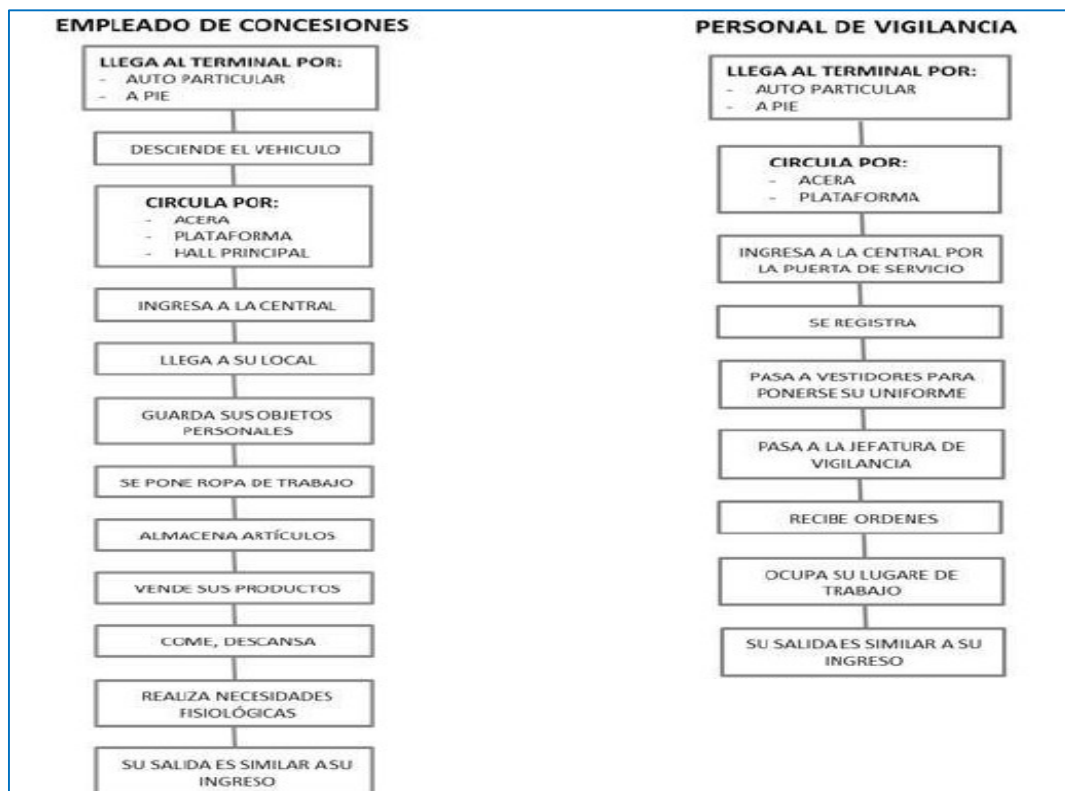 EMPLEADO DE CONCESIONES
LLEGA AL TERMINAL POR:
- AUTO PARTICULAR
- A PIE
DESCIENDE EL VEHICULO
CIRCULA POR:
- ACERA
- PLATAFORMA
- HALL PRINCIPAL
INGRESA A LA CENTRAL
LLEGA A SU LOCAL
GUARDA SUS OBJETOS
PERSONALES
SE PONE ROPA DE TRABAJO
ALMACENA ARTÍCULOS
VENDE SUS PRODUCTOS
COME, DESCANSA
REALIZA NECESIDADES
FISIOLÓGICAS
SU SALIDA ES SIMILAR A SU
INGRESO
PERSONAL DE VIGILANCIA
LLEGA AL TERMINAL POR:
- AUTO PARTICULAR
- A PIE
CIRCULA POR:
- ACERA
- PLATAFORMA
INGRESA A LA CENTRAL POR
LA PUERTA DE SERVICIO
SE REGISTRA
PASA A VESTIDORES PARA
PONERSE SU UNIFORME
PASA A LA JEFATURA DE
VIGILANCIA
RECIBE ORDENES
OCUPA SU LUGARE DE
TRABAJO
SU SALIDA ES SIMILAR A SU
INGRESO